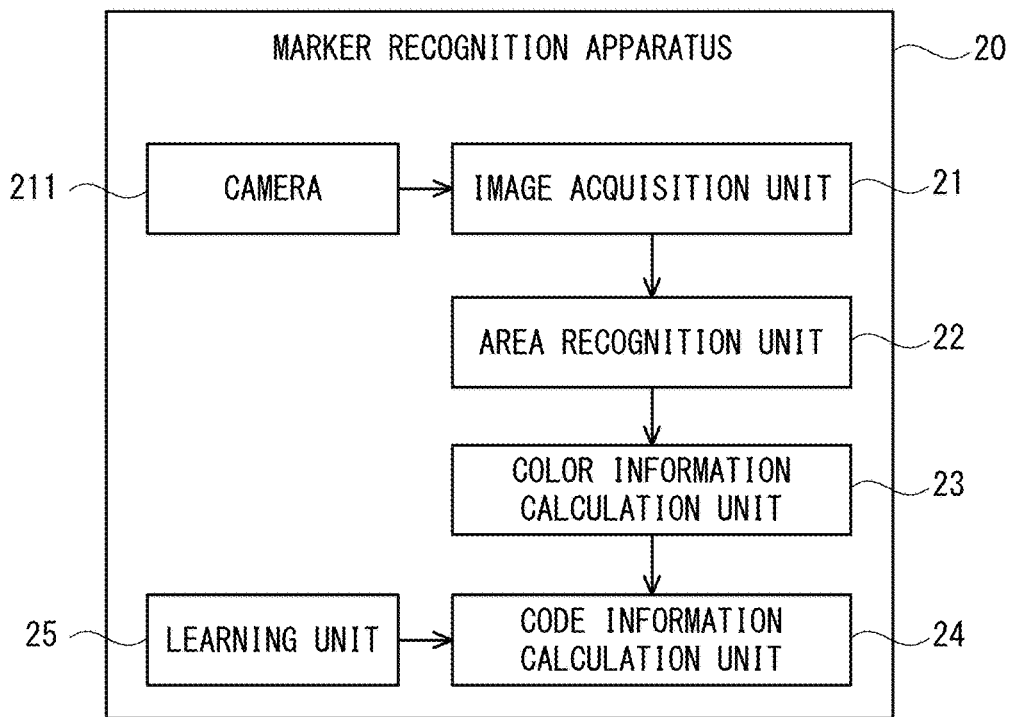 MARKER RECOGNITION APPARATUS
20
211
CAMERA
IMAGE ACQUISITION UNIT
21
AREA RECOGNITION UNIT
22
COLOR INFORMATION
CALCULATION UNIT
23
25
LEARNING UNIT
CODE INFORMATION
CALCULATION UNIT
24